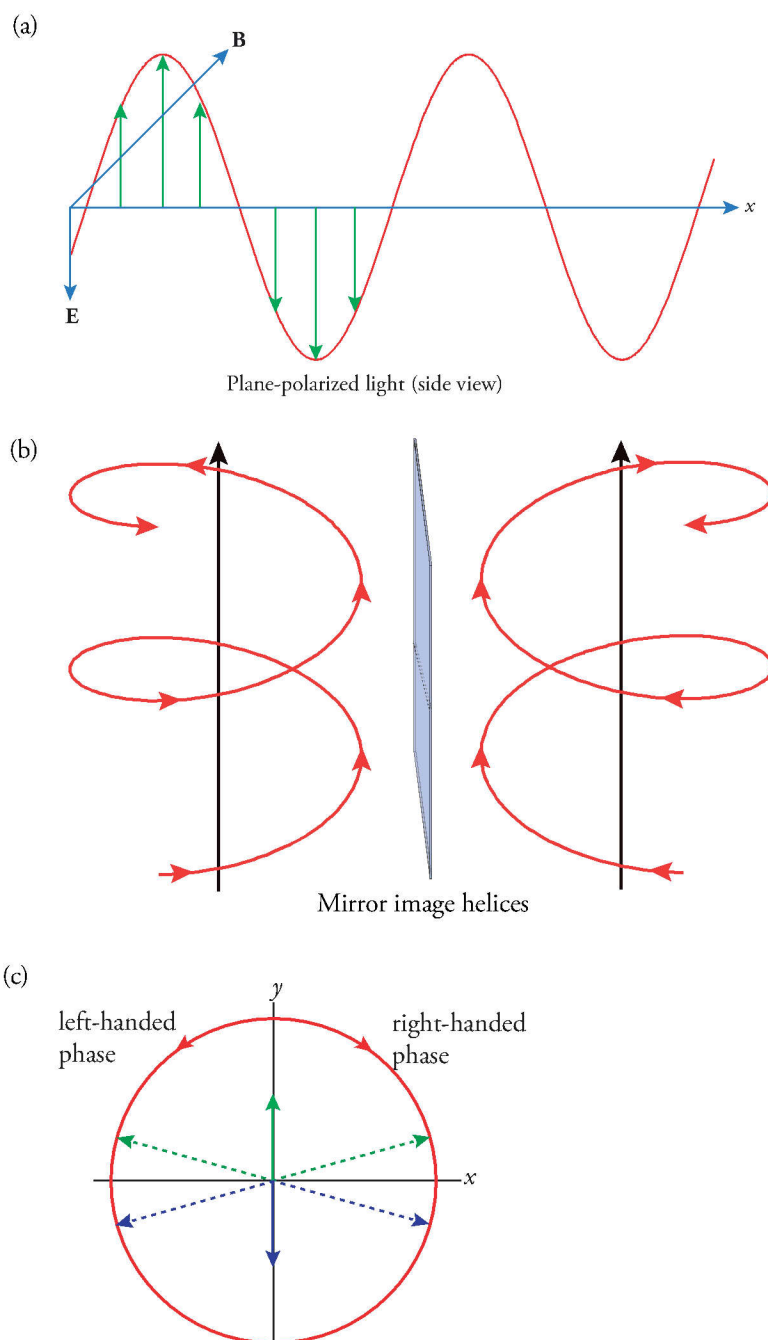 (a)
B
x
E
Plane-polarized light (side view)
(b)
Mirror image helices
(c)
y
left-handed
phase
right-handed
phase
x